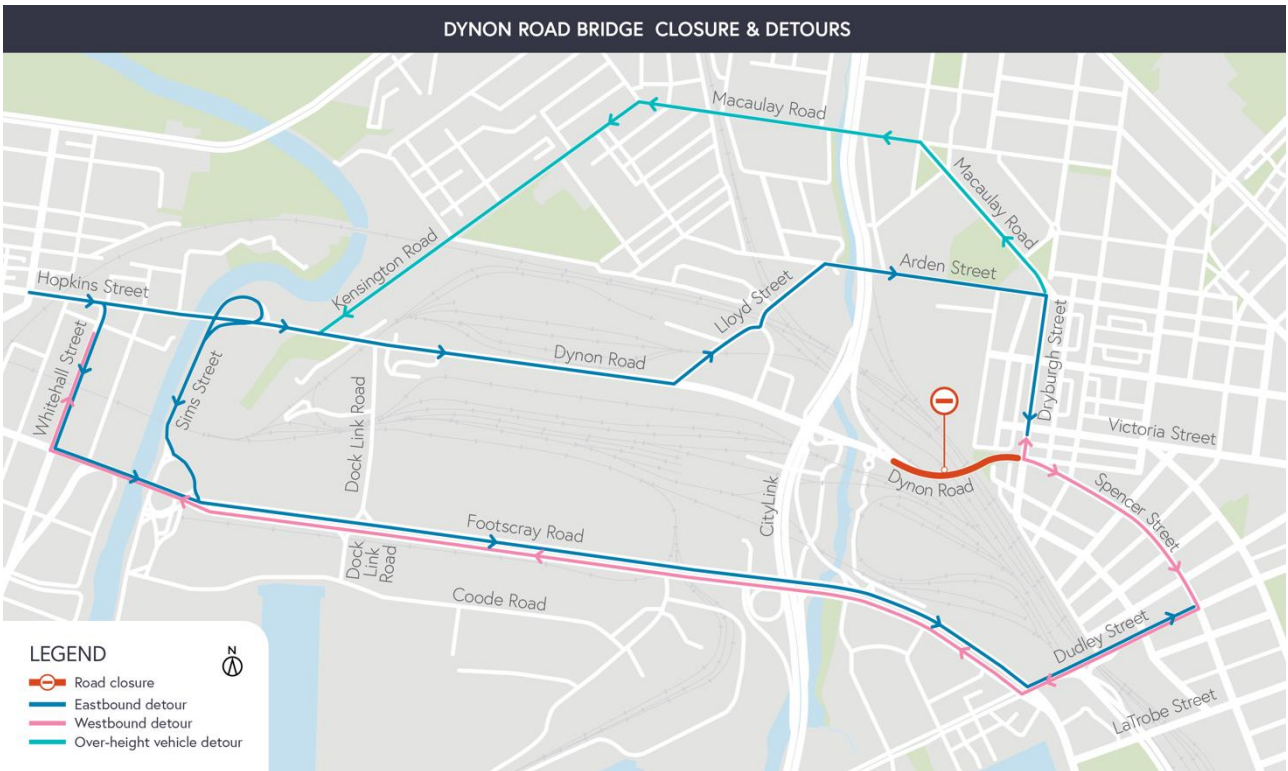 DYNON ROAD BRIDGE CLOSURE & DETOURS
Macaulay Road
Macaulay Road
Kensington Road
Arden Street
Hopkins Street
Lloyd Street
Dynon Road
Whitehall Street
Sims Street
Dock Link Road
Dryburgh Street
Victoria Street
Dynon Road
CityLink
Spencer Street
Footscray Road
Dock
Link
Road
Coode Road
Dudley Street
LaTrobe Street
LEGEND
N
Road closure
Eastbound detour
Westbound detour
Over-height vehicle detour